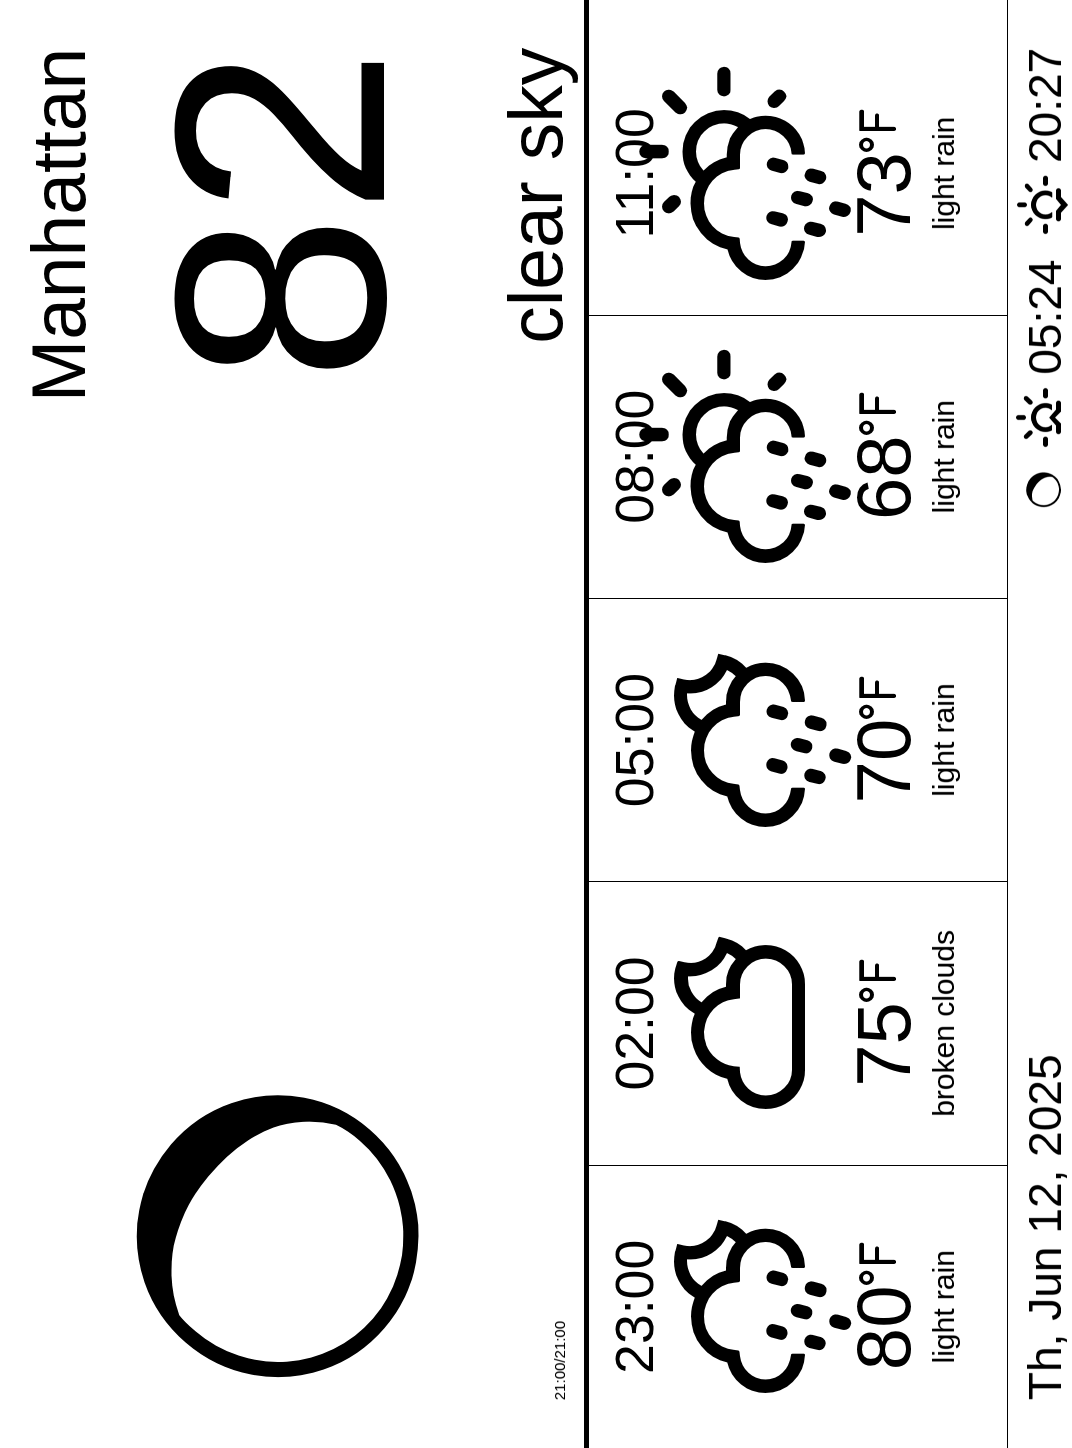 Manhattan
82
clear sky
21:00/21:00
23:00
80°F
light rain
02:00
75°F
broken clouds
05:00
70°F
light rain
08:00
68°F
light rain
11:00
73°F
light rain
Th, Jun 12, 2025
05:24
20:27